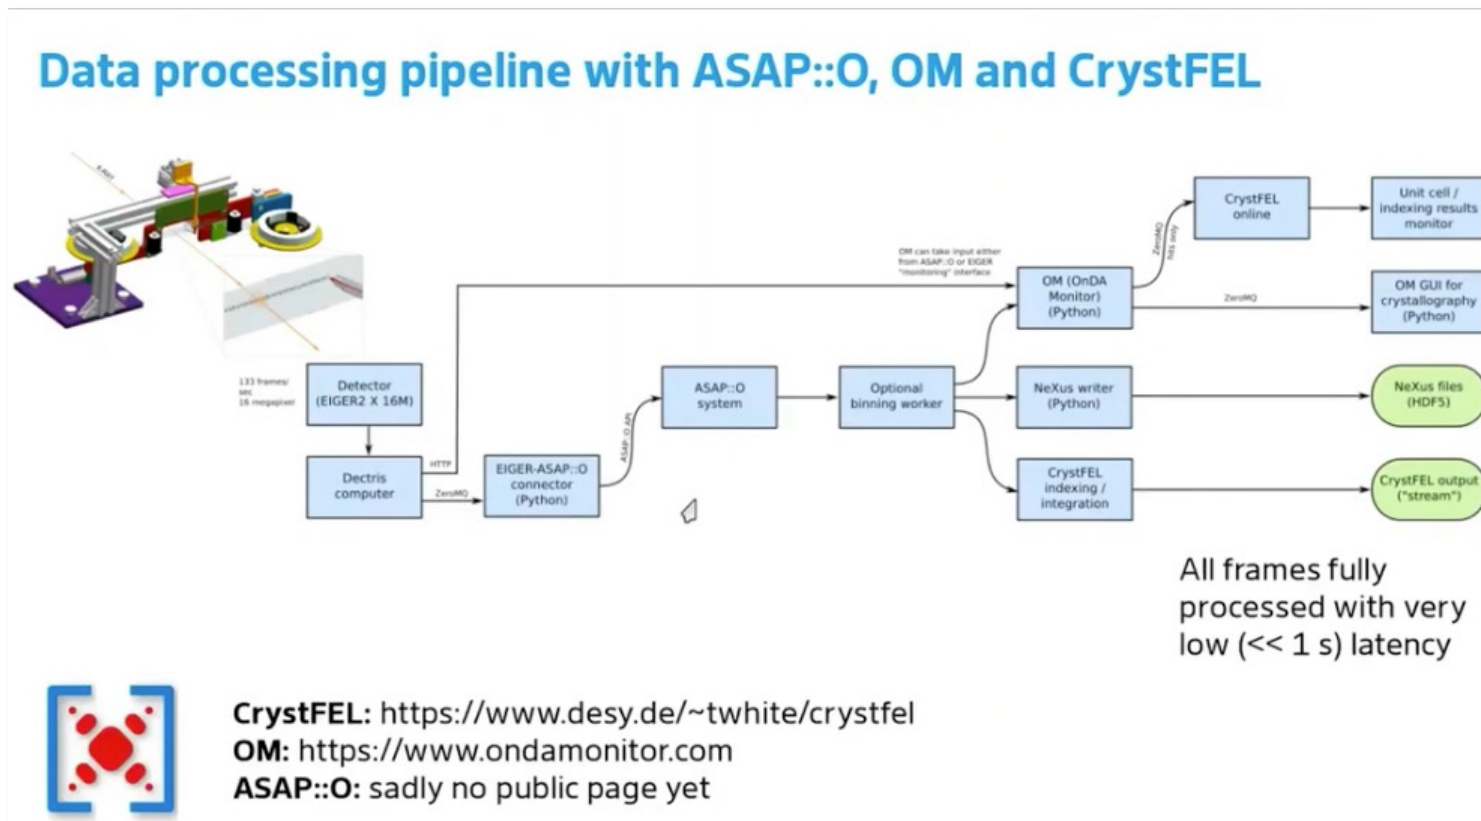 Data processing pipeline with ASAP::O, OM and CrystFEL
X-ray
133 frames/
sec
16 megapixel
Detector
(EIGER2 X 16M)
Dectris
computer
HTTP
ZeroMQ
EIGER-ASAP::O
connector
(Python)
ASAP::O API
ASAP::O
system
Optional
binning worker
OM can take input either
from ASAP::O or EIGER
"monitoring" interface
OM (OnDA
Monitor)
(Python)
ZeroMQ
hits only
CrystFEL
online
Unit cell /
indexing results
monitor
ZeroMQ
OM GUI for
crystallography
(Python)
NeXus writer
(Python)
NeXus files
(HDF5)
CrystFEL
indexing /
integration
CrystFEL output
("stream")
All frames fully
processed with very
low (<< 1 s) latency
CrystFEL: https://www.desy.de/~twhite/crystfel
OM: https://www.ondamonitor.com
ASAP::O: sadly no public page yet